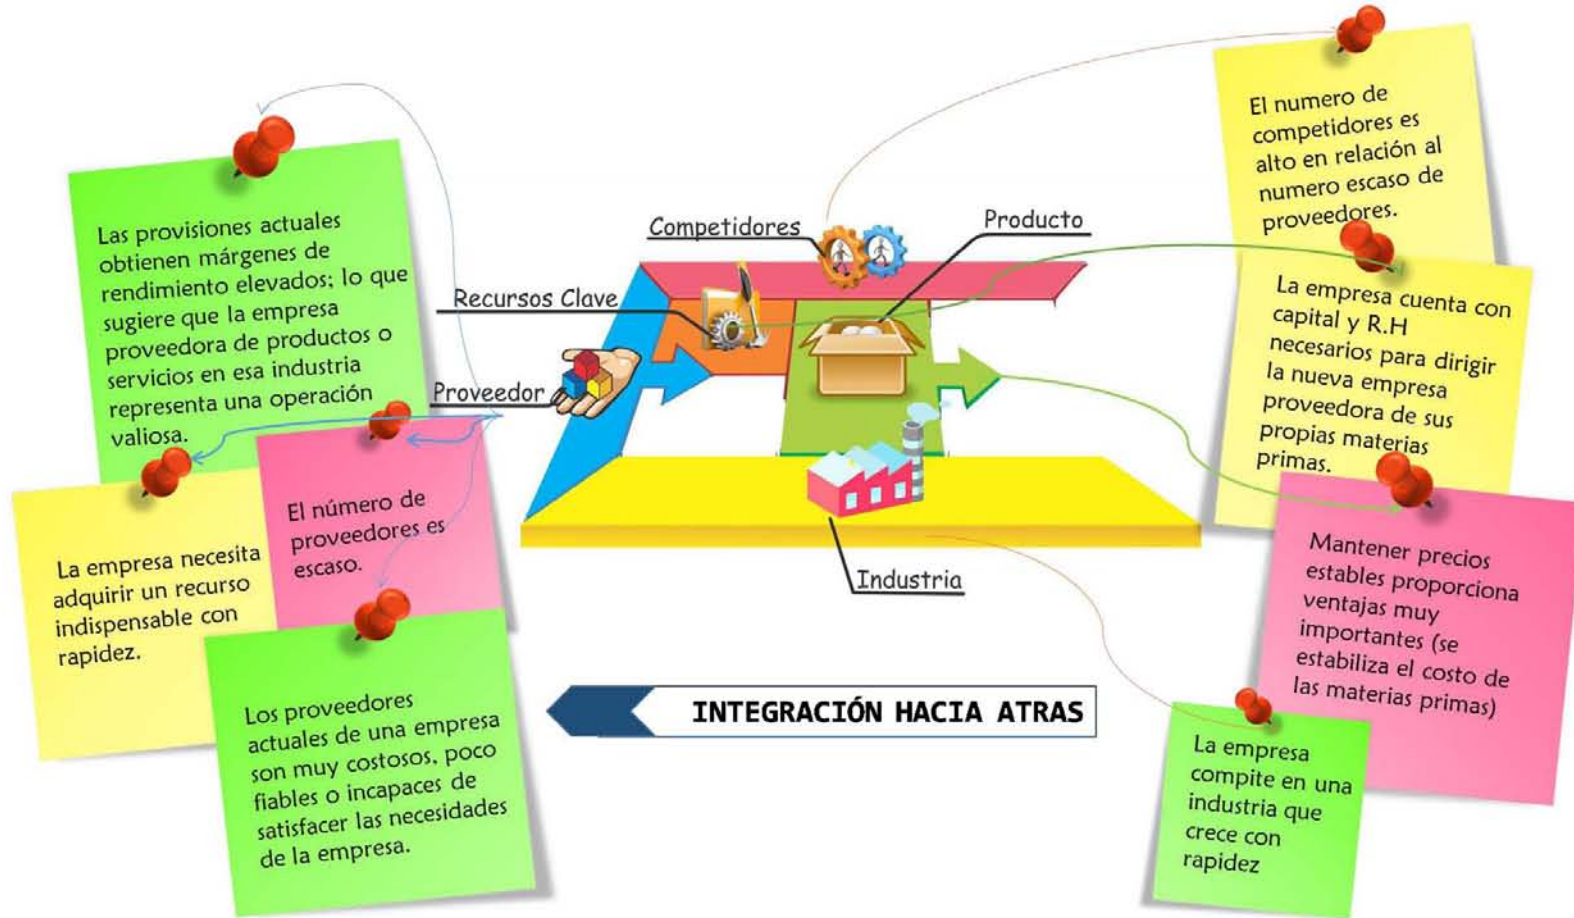 Las provisiones actuales
obtienen márgenes de
rendimiento elevados; lo que
sugiere que la empresa
proveedora de productos o
servicios en esa industria
representa una operación
valiosa.
La empresa necesita
adquirir un recurso
indispensable con
rapidez.
El número de
proveedores es
escaso.
Los proveedores
actuales de una empresa
son muy costosos, poco
fiables o incapaces de
satisfacer las necesidades
de la empresa.
Competidores
Producto
Recursos Clave
Proveedor
Industria
INTEGRACIÓN HACIA ATRAS
El numero de
competidores es
alto en relación al
numero escaso de
proveedores.
La empresa cuenta con
capital y R.H
necesarios para dirigir
la nueva empresa
proveedora de sus
propias materias
primas.
Mantener precios
estables proporciona
ventajas muy
importantes (se
estabiliza el costo de
las materias primas)
La empresa
compite en una
industria que
crece con
rapidez